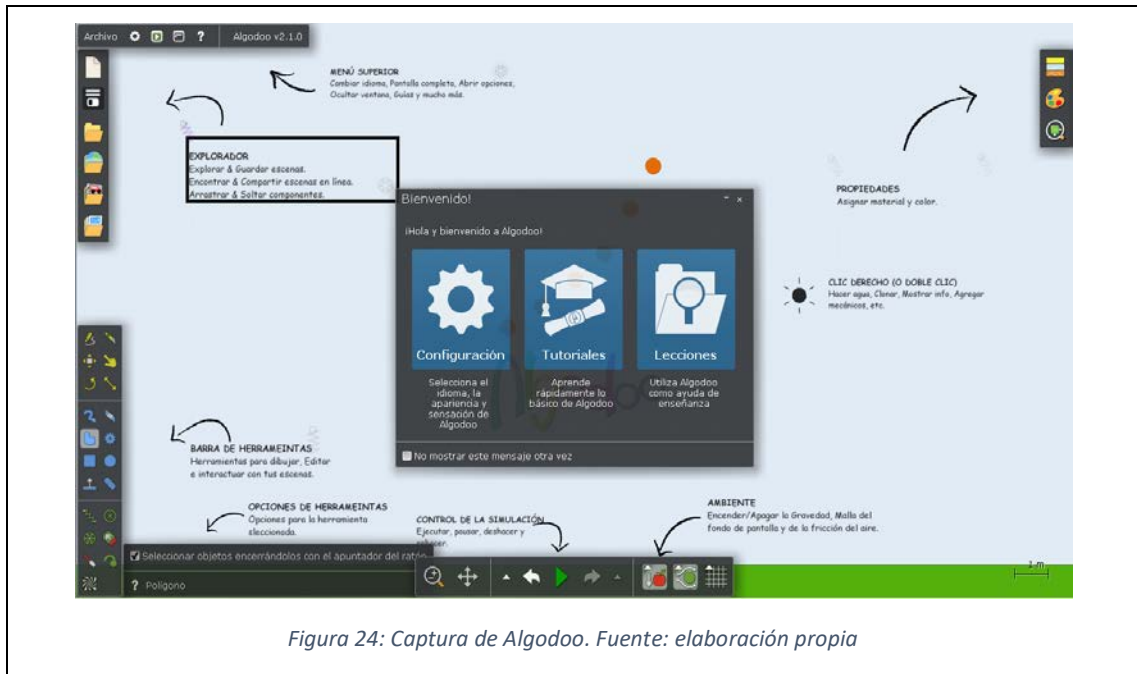 Archivo ? Algodoo v2.1.0
MENÚ SUPERIOR
Cambiar idioma, Pantalla completa, Abrir opciones,
Ocultar ventana, Guías y mucho más.
EXPLORADOR
Explorar & Guardar escenas.
Encontrar & Compartir escenas en línea.
Arrastrar & Soltar componentes.
PROPIEDADES
Asignar material y color.
Bienvenido!
¡Hola y bienvenido a Algodoo!
Configuración
Selecciona el
idioma, la
apariencia y
sensación de
Algodoo
Tutoriales
Aprende
rápidamente lo
básico de Algodoo
Lecciones
Utiliza Algodoo
como ayuda de
enseñanza
No mostrar este mensaje otra vez
CLIC DERECHO (O DOBLE CLIC)
Hacer agua, Clonar, Mostrar info, Agregar
mecánicos, etc.
BARRA DE HERRAMEINTAS
Herramientas para dibujar, Editar
e interactuar con tus escenas.
OPCIONES DE HERRAMEINTAS
Opciones para la herramienta
sleccionada.
CONTROL DE LA SIMULACIÓN
Ejecutar, pausar, deshacer y
rehacer.
AMBIENTE
Encender/Apagar la Gravedad, Malla del
fondo de pantalla y de la fricción del aire.
Seleccionar objetos encerrándolos con el apuntador del ratón
? Polígono
1 m
Figura 24: Captura de Algodoo. Fuente: elaboración propia